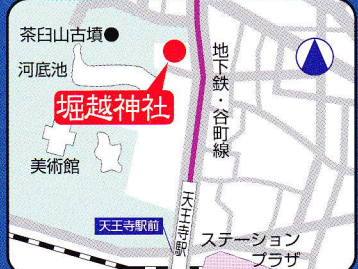 茶臼山古墳
河底池
堀越神社
地下鉄・谷町線
美術館
天王寺駅前
天王寺駅
ステーション
プラザ